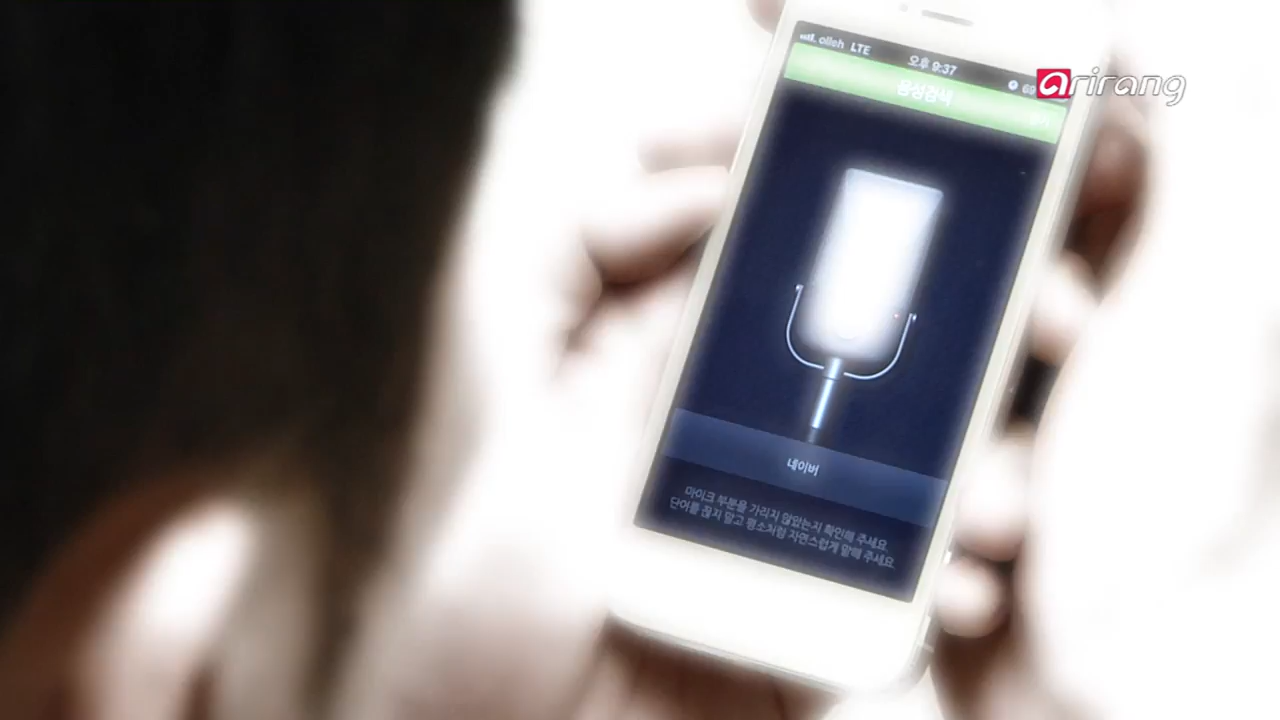 olleh LTE
오후 9:37
69
arirang
음성검색
네이버
마이크 부분을 가리지 않았는지 확인해 주세요.
단어를 끊지 말고 평소처럼 자연스럽게 말해 주세요.